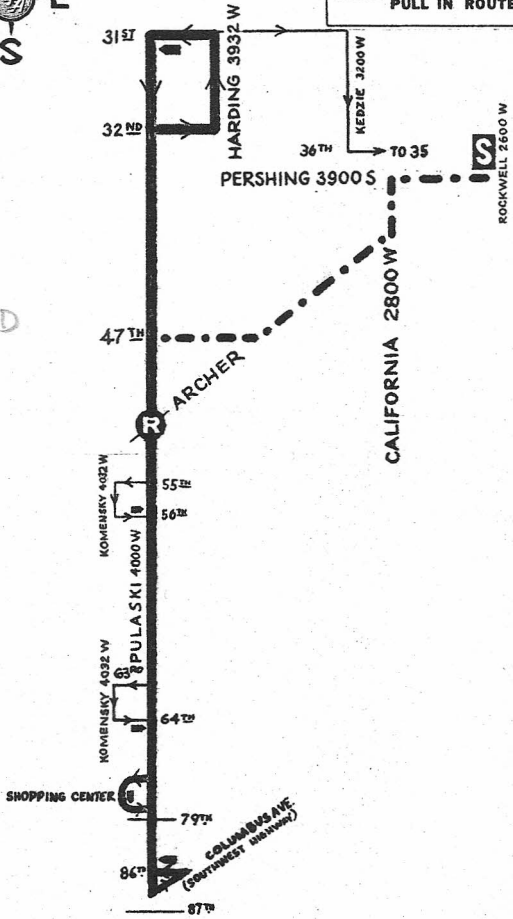 PULL IN ROUTE
E
S
31ST
HARDING 3932 W
KEDZIE 3200 W
32ND
36TH → TO 35
S
PERSHING 3900 S
ROCKWELL 2600 W
CALIFORNIA 2800 W
47TH
ARCHER
R
55TH
KOMENSKY 4032 W
56TH
PULASKI 4000 W
KOMENSKY 4032 W
64TH
SHOPPING CENTER
79TH
COLUMBUS AVE.
(SOUTHWEST HIGHWAY)
86TH
87TH